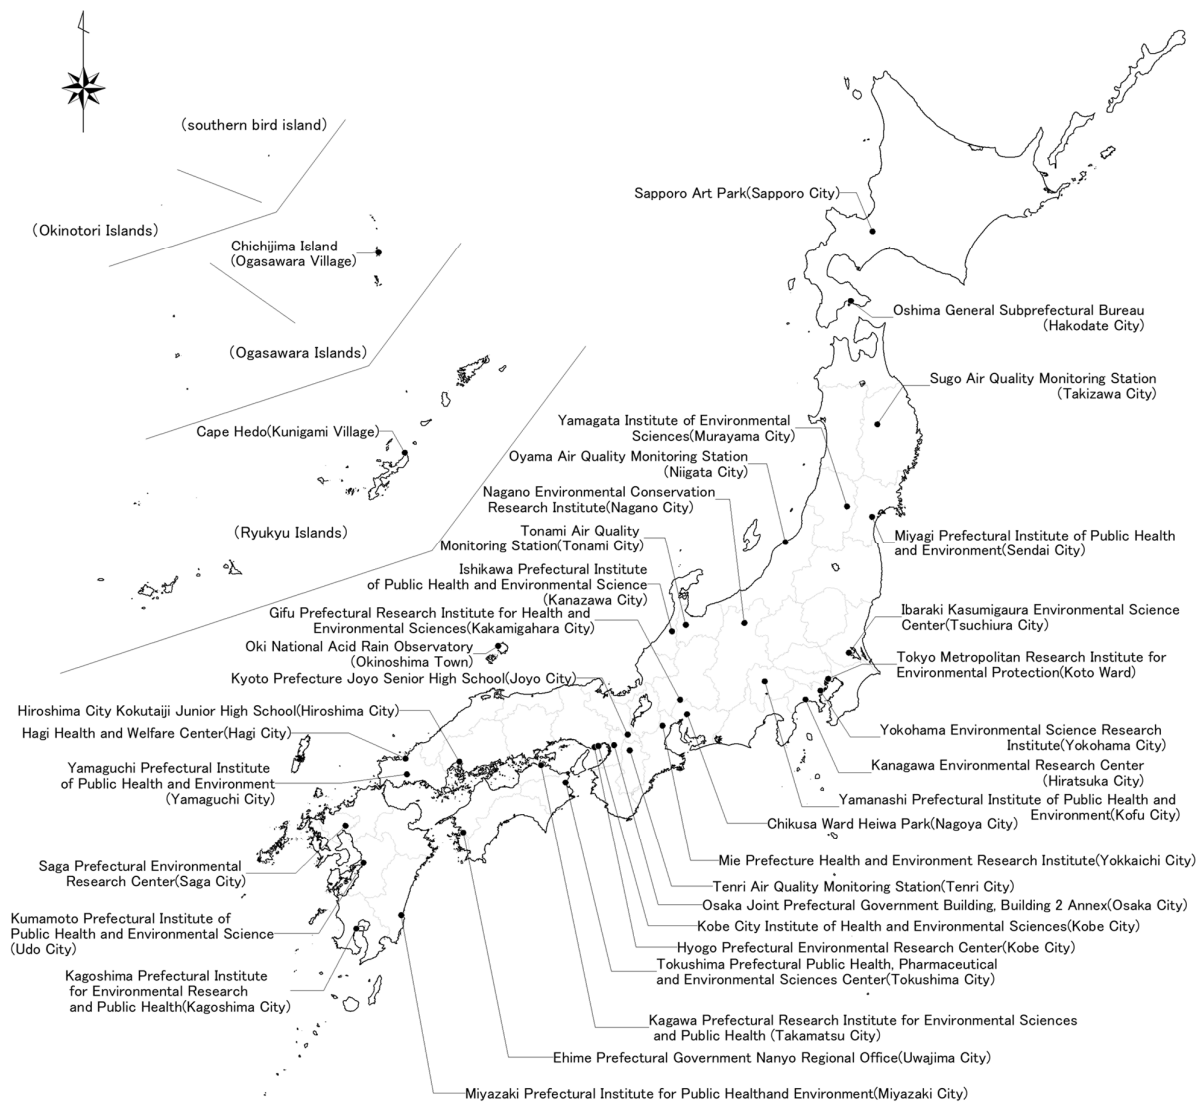 (southern bird island)
(Okinotori Islands)
Chichijima Island
(Ogasawara Village)
(Ogasawara Islands)
Cape Hedo(Kunigami Village)
(Ryukyu Islands)
Sapporo Art Park(Sapporo City)
Oshima General Subprefectural Bureau
(Hakodate City)
Sugo Air Quality Monitoring Station
(Takizawa City)
Yamagata Institute of Environmental
Sciences(Murayama City)
Oyama Air Quality Monitoring Station
(Niigata City)
Nagano Environmental Conservation
Research Institute(Nagano City)
Tonami Air Quality
Monitoring Station(Tonami City)
Ishikawa Prefectural Institute
of Public Health and Environmental Science
(Kanazawa City)
Gifu Prefectural Research Institute for Health and
Environmental Sciences(Kakamigahara City)
Oki National Acid Rain Observatory
(Okinoshima Town)
Kyoto Prefecture Joyo Senior High School(Joyo City)
Hiroshima City Kokutaiji Junior High School(Hiroshima City)
Hagi Health and Welfare Center(Hagi City)
Yamaguchi Prefectural Institute
of Public Health and Environment
(Yamaguchi City)
Saga Prefectural Environmental
Research Center(Saga City)
Kumamoto Prefectural Institute of
Public Health and Environmental Science
(Udo City)
Kagoshima Prefectural Institute
for Environmental Research
and Public Health(Kagoshima City)
Miyagi Prefectural Institute of Public Health
and Environment(Sendai City)
Ibaraki Kasumigaura Environmental Science
Center(Tsuchiura City)
Tokyo Metropolitan Research Institute for
Environmental Protection(Koto Ward)
Yokohama Environmental Science Research
Institute(Yokohama City)
Kanagawa Environmental Research Center
(Hiratsuka City)
Yamanashi Prefectural Institute of Public Health and
Environment(Kofu City)
Chikusa Ward Heiwa Park(Nagoya City)
Mie Prefecture Health and Environment Research Institute(Yokkaichi City)
Tenri Air Quality Monitoring Station(Tenri City)
Osaka Joint Prefectural Government Building, Building 2 Annex(Osaka City)
Kobe City Institute of Health and Environmental Sciences(Kobe City)
Hyogo Prefectural Environmental Research Center(Kobe City)
Tokushima Prefectural Public Health, Pharmaceutical
and Environmental Sciences Center(Tokushima City)
Kagawa Prefectural Research Institute for Environmental Sciences
and Public Health (Takamatsu City)
Ehime Prefectural Government Nanyo Regional Office(Uwajima City)
Miyazaki Prefectural Institute for Public Healthand Environment(Miyazaki City)